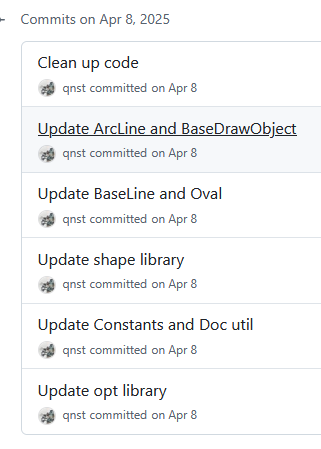 Commits on Apr 8, 2025
Clean up code
qnst committed on Apr 8
Update ArcLine and BaseDrawObject
qnst committed on Apr 8
Update BaseLine and Oval
qnst committed on Apr 8
Update shape library
qnst committed on Apr 8
Update Constants and Doc util
qnst committed on Apr 8
Update opt library
qnst committed on Apr 8